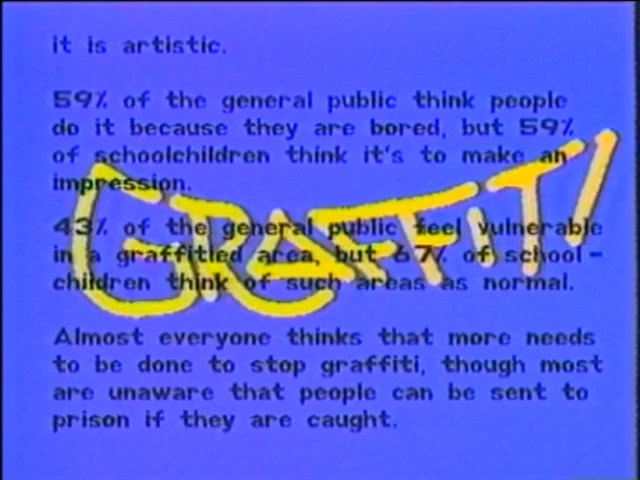 it is artistic.
59% of the general public think people
do it because they are bored, but 59%
of schoolchildren think it's to make an
impression.
GRAFFITI
43% of the general public feel vulnerable
in a graffitied area, but 67% of school-
children think of such areas as normal.
Almost everyone thinks that more needs
to be done to stop graffiti, though most
are unaware that people can be sent to
prison if they are caught.